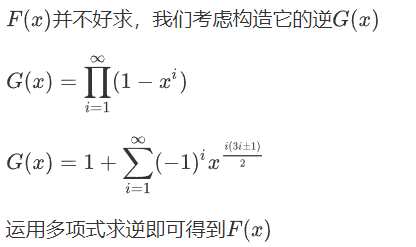 F(x)并不好求，我们考虑构造它的逆G(x)
G(x) = ∏_{i=1}^{∞}(1 − x^i)
G(x) = 1 + ∑_{i=1}^{∞}(−1)^i x^{\frac{i(3i±1)}{2}}
运用多项式求逆即可得到F(x)